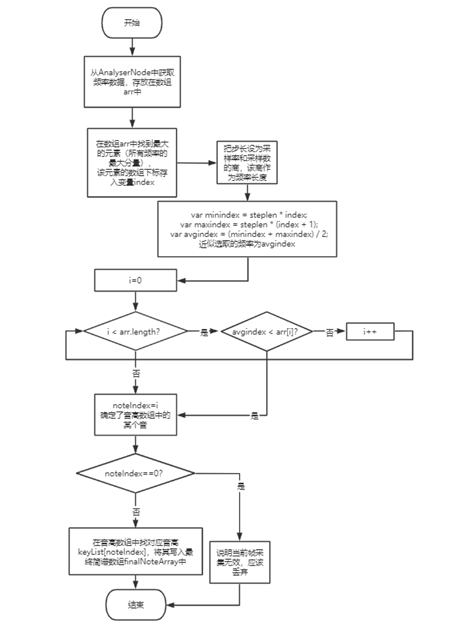 开始
从AnalyserNode中获取
频率数据，存放在数组
arr中
在数组arr中找到最大
的元素（所有频率的
最大分量），
该元素的数组下标存
入变量index
把步长设为采
样率和采样数
的商，该商作
为频率长度
var minindex = steplen * index;
var maxindex = steplen * (index + 1);
var avgindex = (minindex + maxindex) / 2;
近似选取的频率为avgindex
i=0
i < arr.length?
是
avgindex < arr[i]?
否
i++
否
是
noteIndex=i
确定了音高数组中的
某个音
noteIndex==0?
是
否
在音高数组中找对应音高
keyList[noteIndex]，将其写入最
终简谱数组finalNoteArray中
说明当前帧采
集无效，应该
丢弃
结束